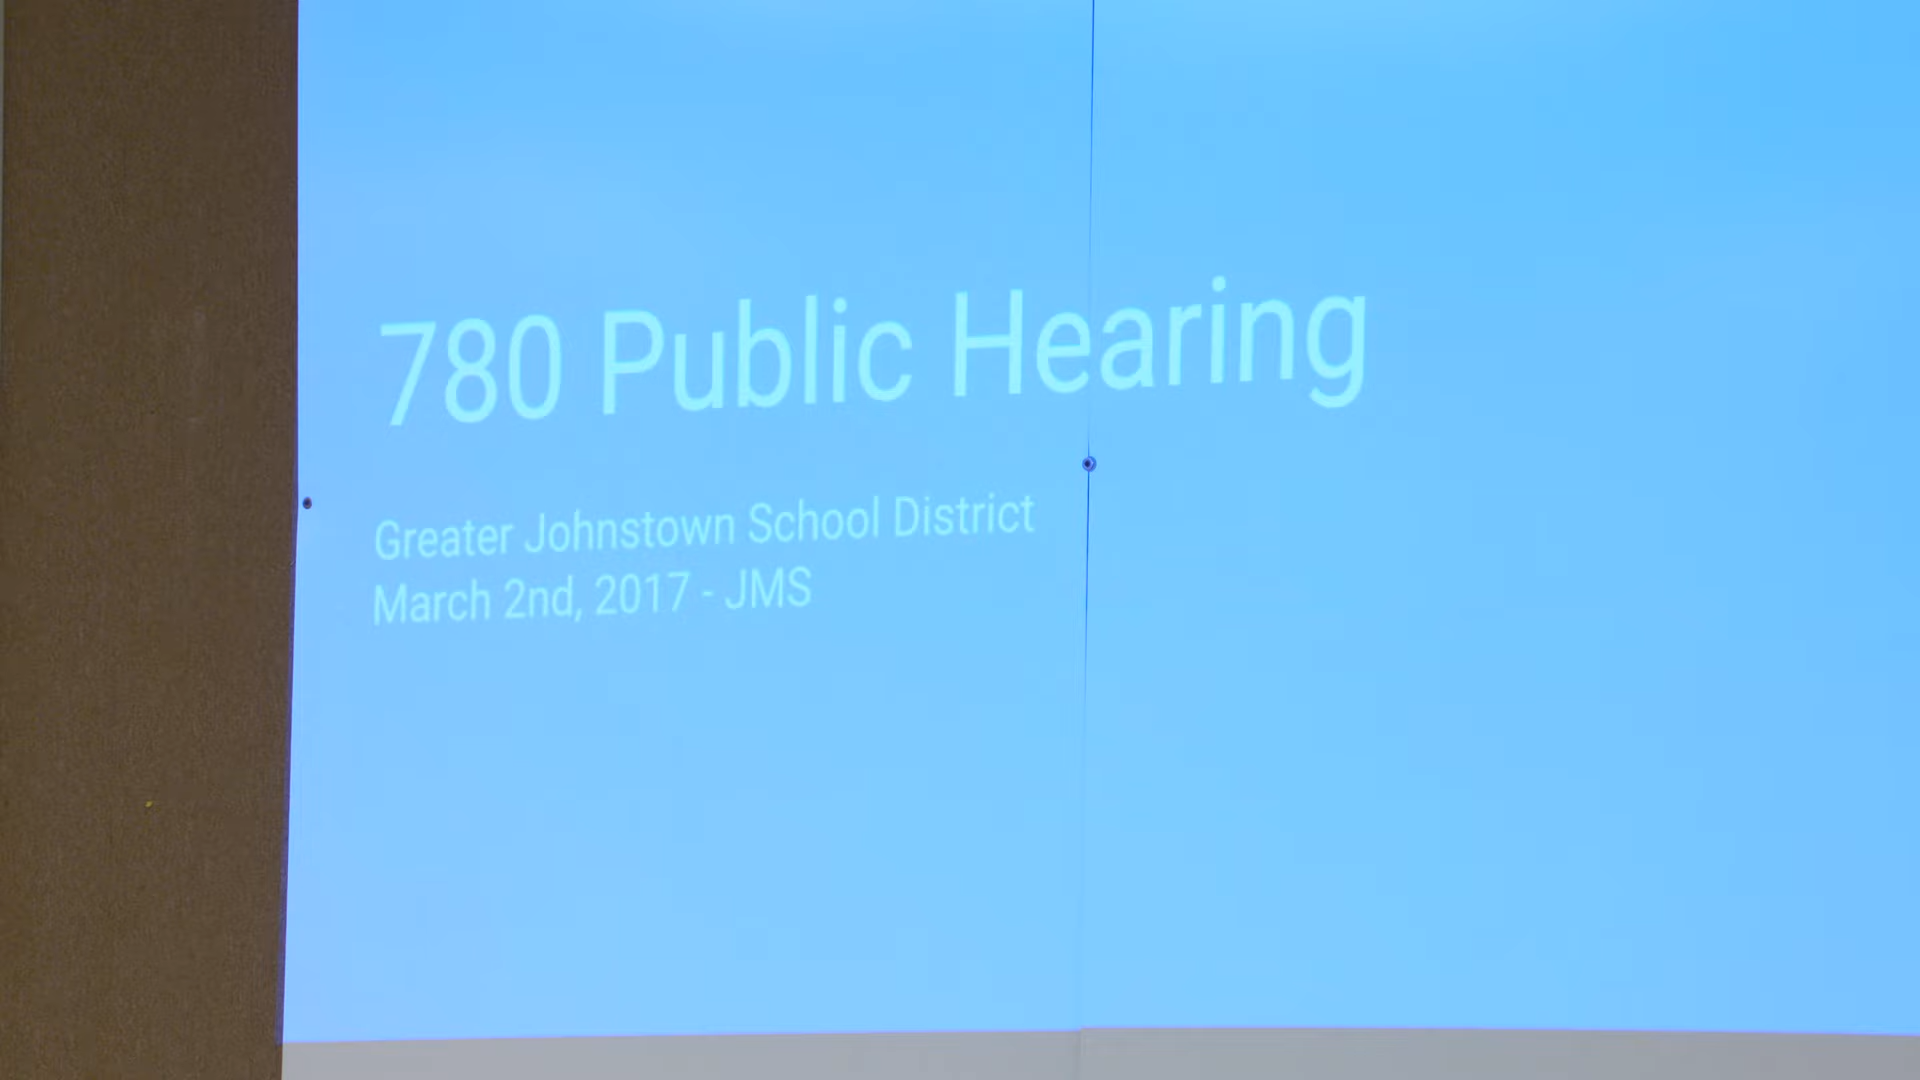 780 Public Hearing
Greater Johnstown School District
March 2nd, 2017 - JMS